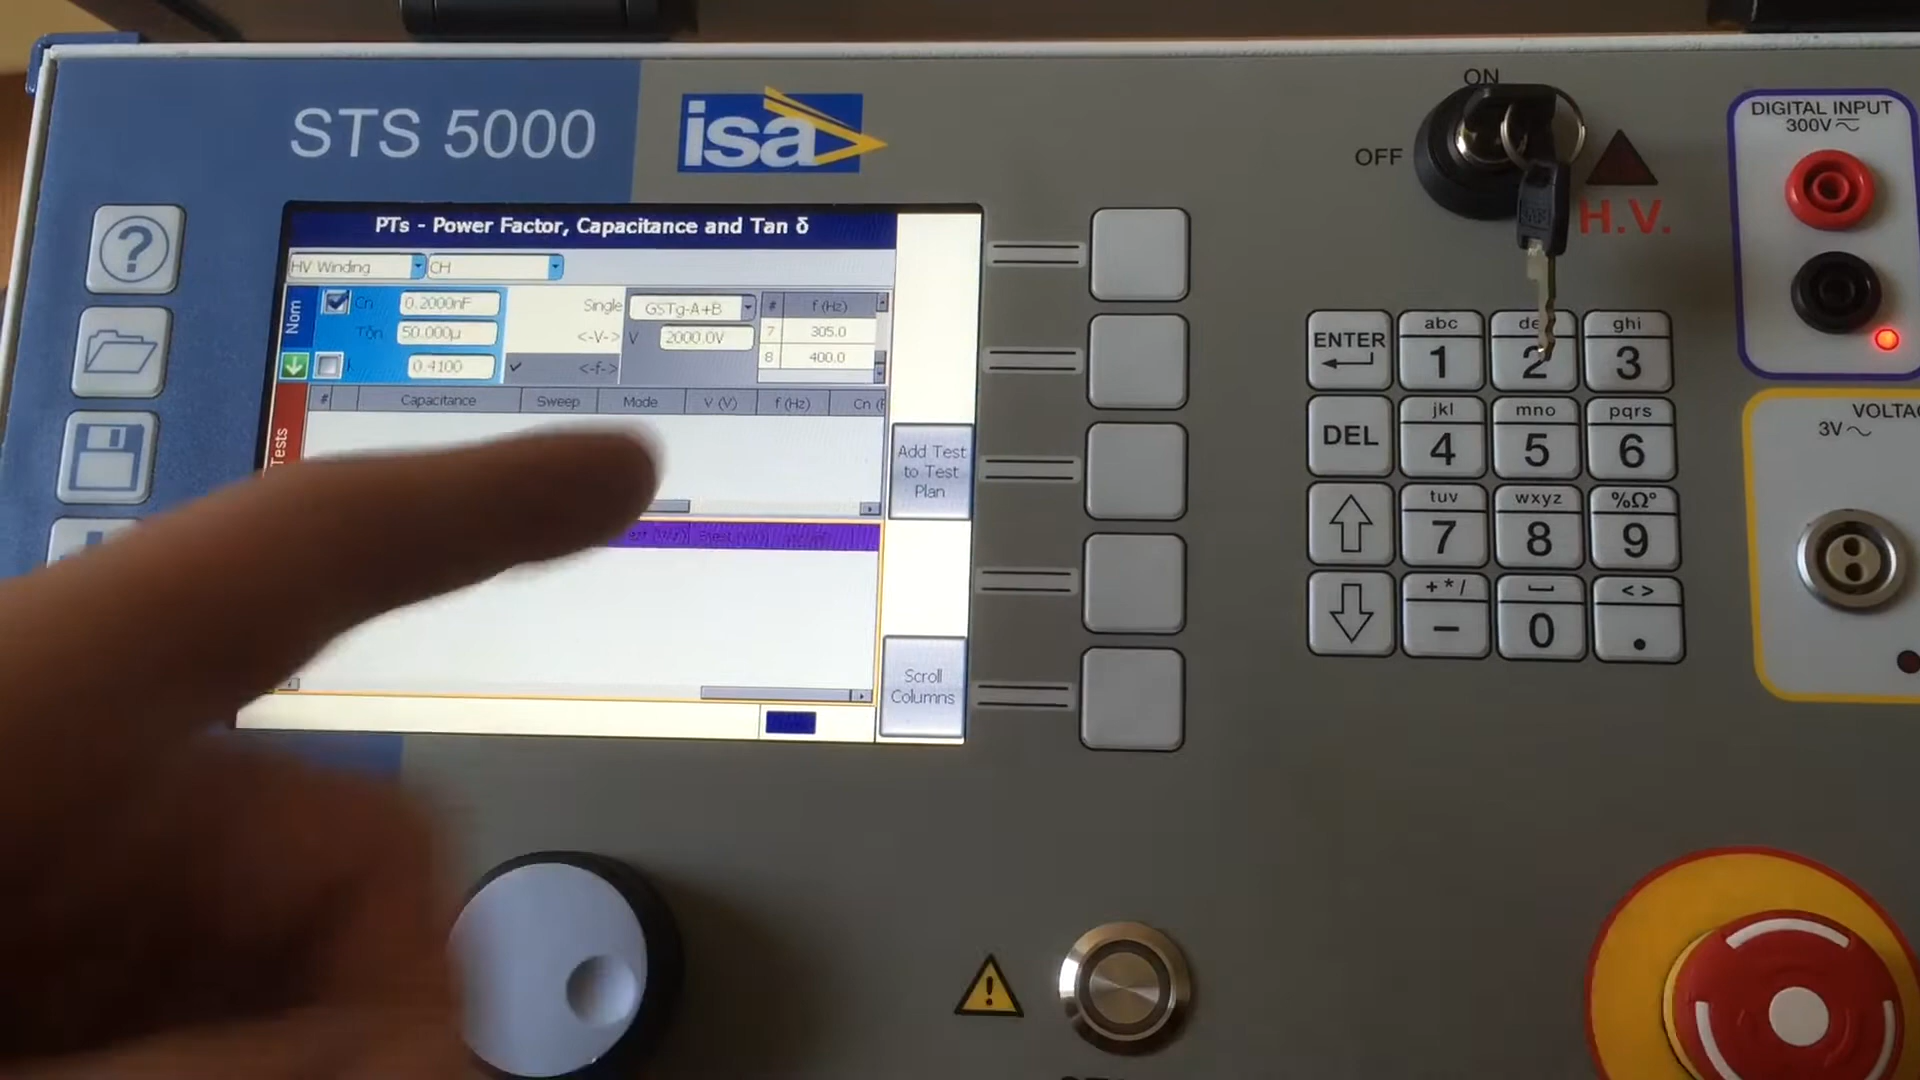 STS 5000
isa
PTs - Power Factor, Capacitance and Tan δ
HV Winding
CH
Nom
Cn
0.2000nF
Tδn
50.000µ
k
0.4100
Single
<-V->
<-f->
GSTg-A+B
V
2000.0V
# f (Hz)
7 305.0
8 400.0
# Capacitance Sweep Mode V (V) f (Hz) Cn (F
Tests
Add Test
to Test
Plan
Scroll
Columns
ON
OFF
H.V.
DIGITAL INPUT
300V
3V
ENTER
abc
1
2
ghi
3
DEL
jkl
4
mno
5
pqrs
6
tuv
7
wxyz
8
%Ω°
9
+ * /
−
0
< >
.